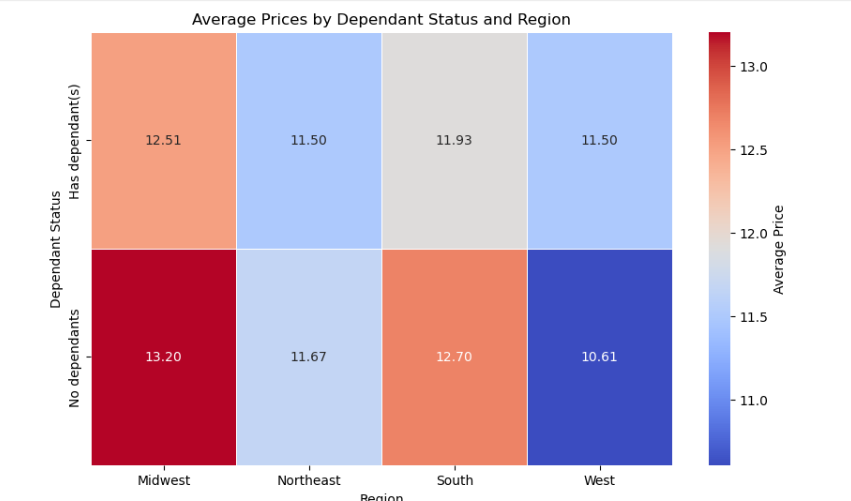 Average Prices by Dependant Status and Region
Dependant Status
Has dependant(s)
12.51 11.50 11.93 11.50
No dependants
13.20 11.67 12.70 10.61
Midwest Northeast South West
Region
13.0
12.5
12.0
11.5
11.0
Average Price